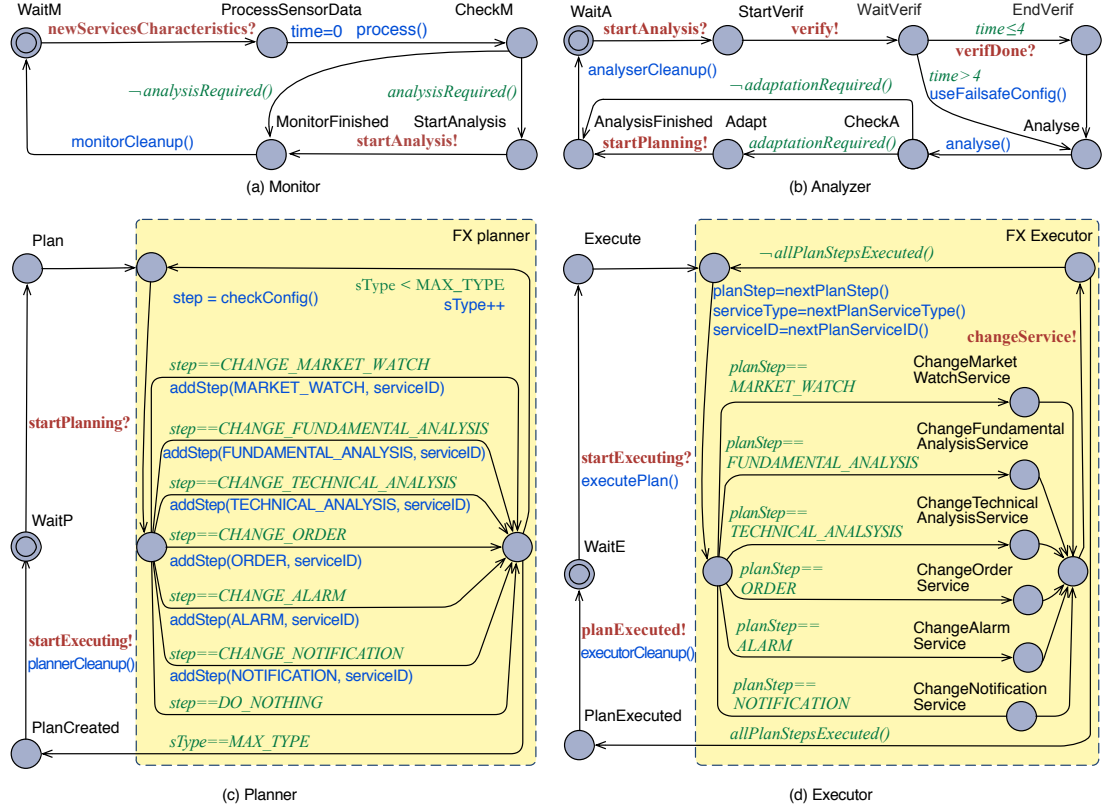 WaitM
ProcessSensorData
CheckM
newServicesCharacteristics?
time=0 process()
¬analysisRequired()
analysisRequired()
MonitorFinished
StartAnalysis
monitorCleanup()
startAnalysis!
(a) Monitor
WaitA
StartVerif
WaitVerif
EndVerif
startAnalysis?
verify!
time≤4
verifDone?
analyserCleanup()
time>4
useFailsafeConfig()
¬adaptationRequired()
AnalysisFinished
Adapt
CheckA
Analyse
startPlanning!
adaptationRequired()
analyse()
(b) Analyzer
Plan
FX planner
step = checkConfig()
sType < MAX_TYPE
sType++
step==CHANGE_MARKET_WATCH
addStep(MARKET_WATCH, serviceID)
startPlanning?
step==CHANGE_FUNDAMENTAL_ANALYSIS
addStep(FUNDAMENTAL_ANALYSIS, serviceID)
step==CHANGE_TECHNICAL_ANALYSIS
addStep(TECHNICAL_ANALYSIS, serviceID)
WaitP
step==CHANGE_ORDER
addStep(ORDER, serviceID)
step==CHANGE_ALARM
addStep(ALARM, serviceID)
startExecuting!
plannerCleanup()
step==CHANGE_NOTIFICATION
addStep(NOTIFICATION, serviceID)
step==DO_NOTHING
PlanCreated
sType==MAX_TYPE
(c) Planner
Execute
FX Executor
¬allPlanStepsExecuted()
planStep=nextPlanStep()
serviceType=nextPlanServiceType()
serviceID=nextPlanServiceID()
changeService!
planStep==
MARKET_WATCH
ChangeMarket
WatchService
planStep==
FUNDAMENTAL_ANALYSIS
ChangeFundamental
AnalysisService
startExecuting?
executePlan()
planStep==
TECHNICAL_ANALSYSIS
ChangeTechnical
AnalysisService
WaitE
planStep==
ORDER
ChangeOrder
Service
planExecuted!
executorCleanup()
planStep==
ALARM
ChangeAlarm
Service
planStep==
NOTIFICATION
ChangeNotification
Service
PlanExecuted
allPlanStepsExecuted()
(d) Executor